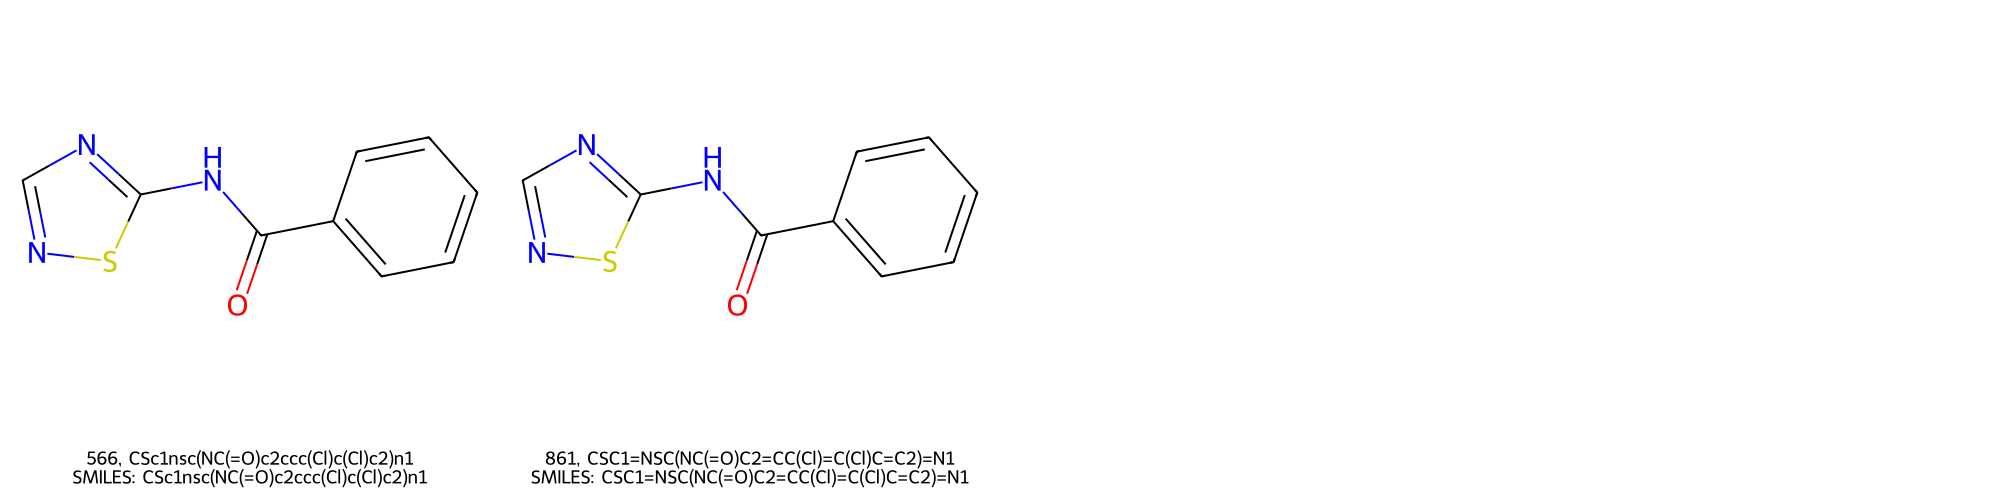 N
H
N
N
S
O
N
H
N
N
S
O
566, CSc1nsc(NC(=O)c2ccc(Cl)c(Cl)c2)n1
SMILES: CSc1nsc(NC(=O)c2ccc(Cl)c(Cl)c2)n1
861, CSC1=NSC(NC(=O)C2=CC(Cl)=C(Cl)C=C2)=N1
SMILES: CSC1=NSC(NC(=O)C2=CC(Cl)=C(Cl)C=C2)=N1